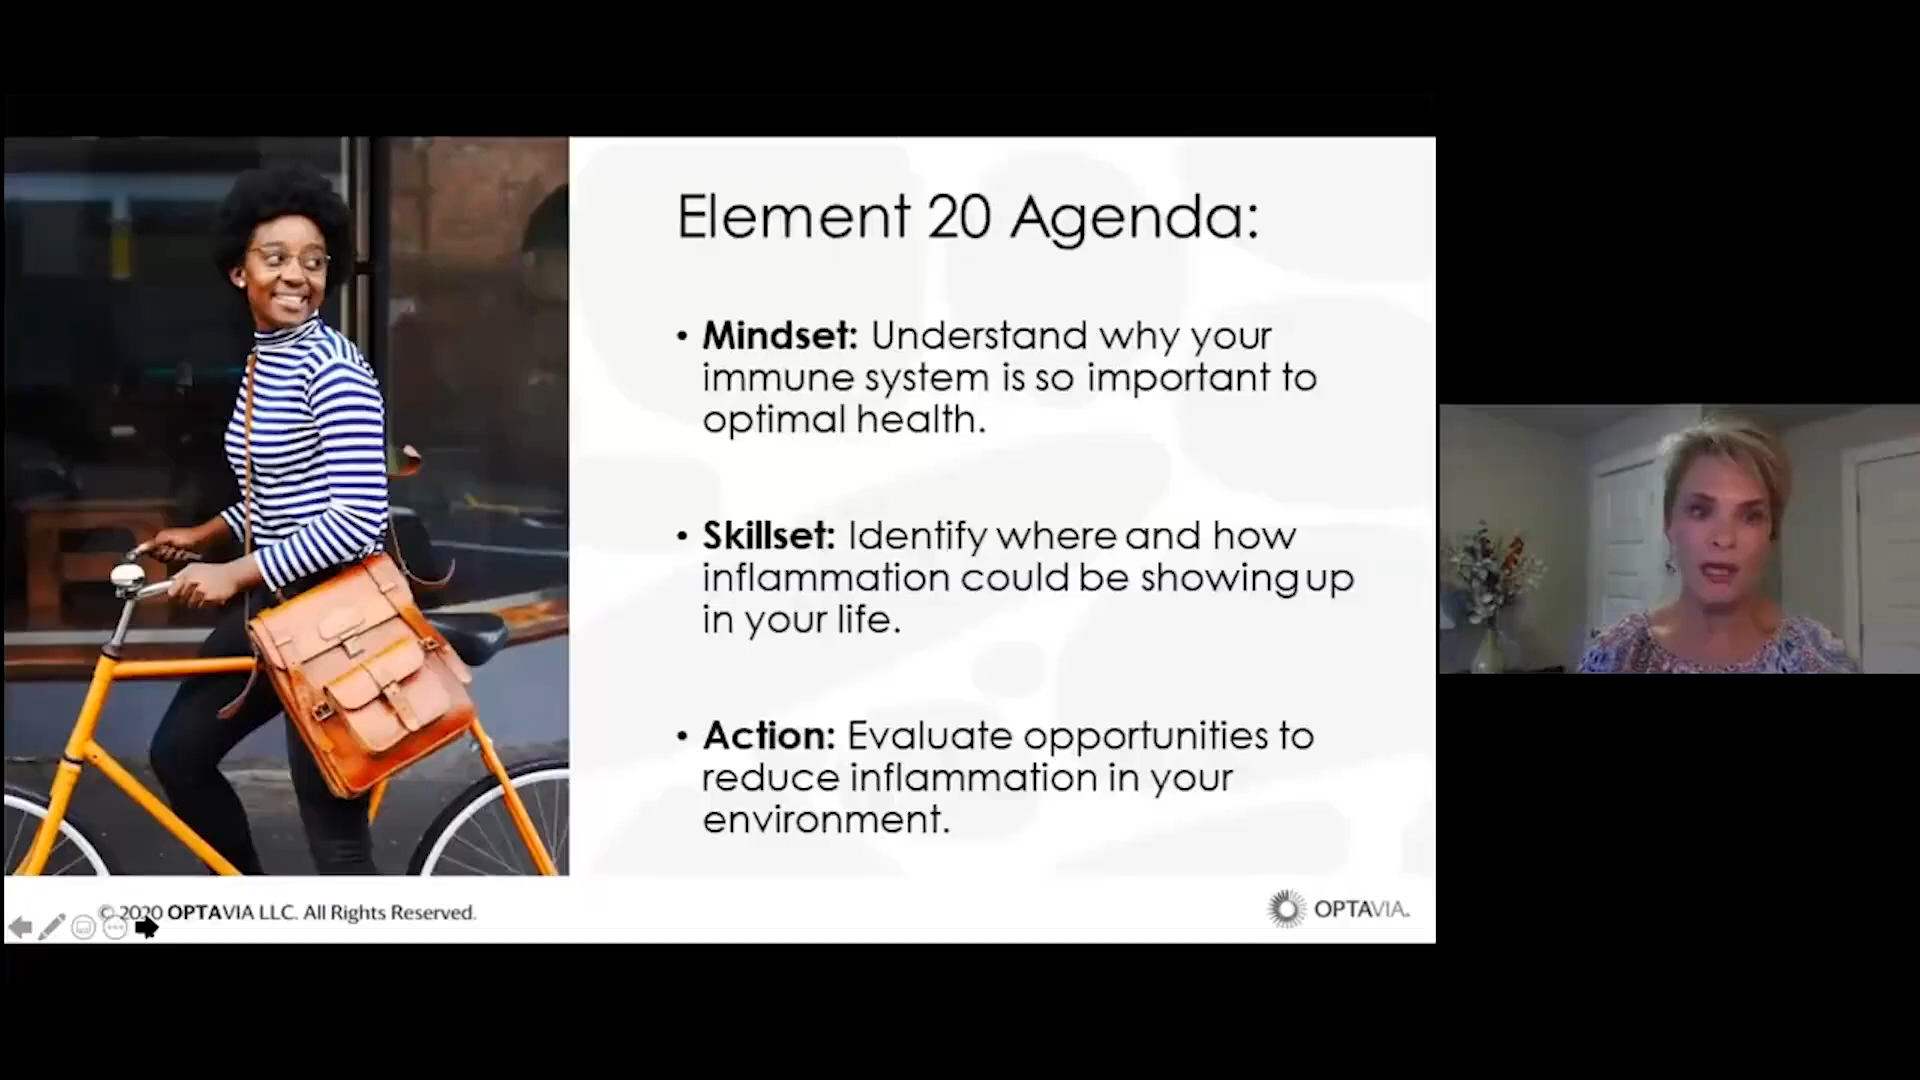 Element 20 Agenda:
• Mindset: Understand why your
immune system is so important to
optimal health.
• Skillset: Identify where and how
inflammation could be showing up
in your life.
• Action: Evaluate opportunities to
reduce inflammation in your
environment.
© 2020 OPTAVIA LLC. All Rights Reserved.
OPTAVIA.